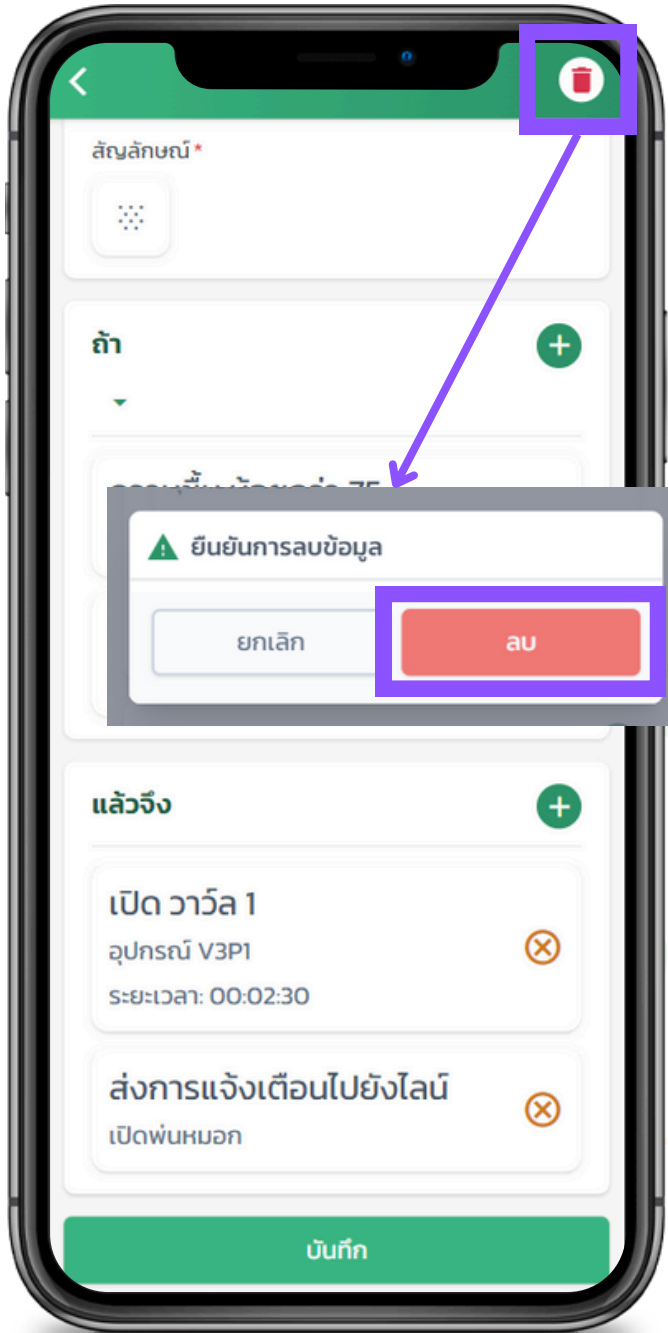 สัญลักษณ์ *
ถ้า
ยืนยันการลบข้อมูล
ยกเลิก
ลบ
แล้วจึง
เปิด วาว์ล 1
อุปกรณ์ V3P1
ระยะเวลา: 00:02:30
ส่งการแจ้งเตือนไปยังไลน์
เปิดพ่นหมอก
บันทึก